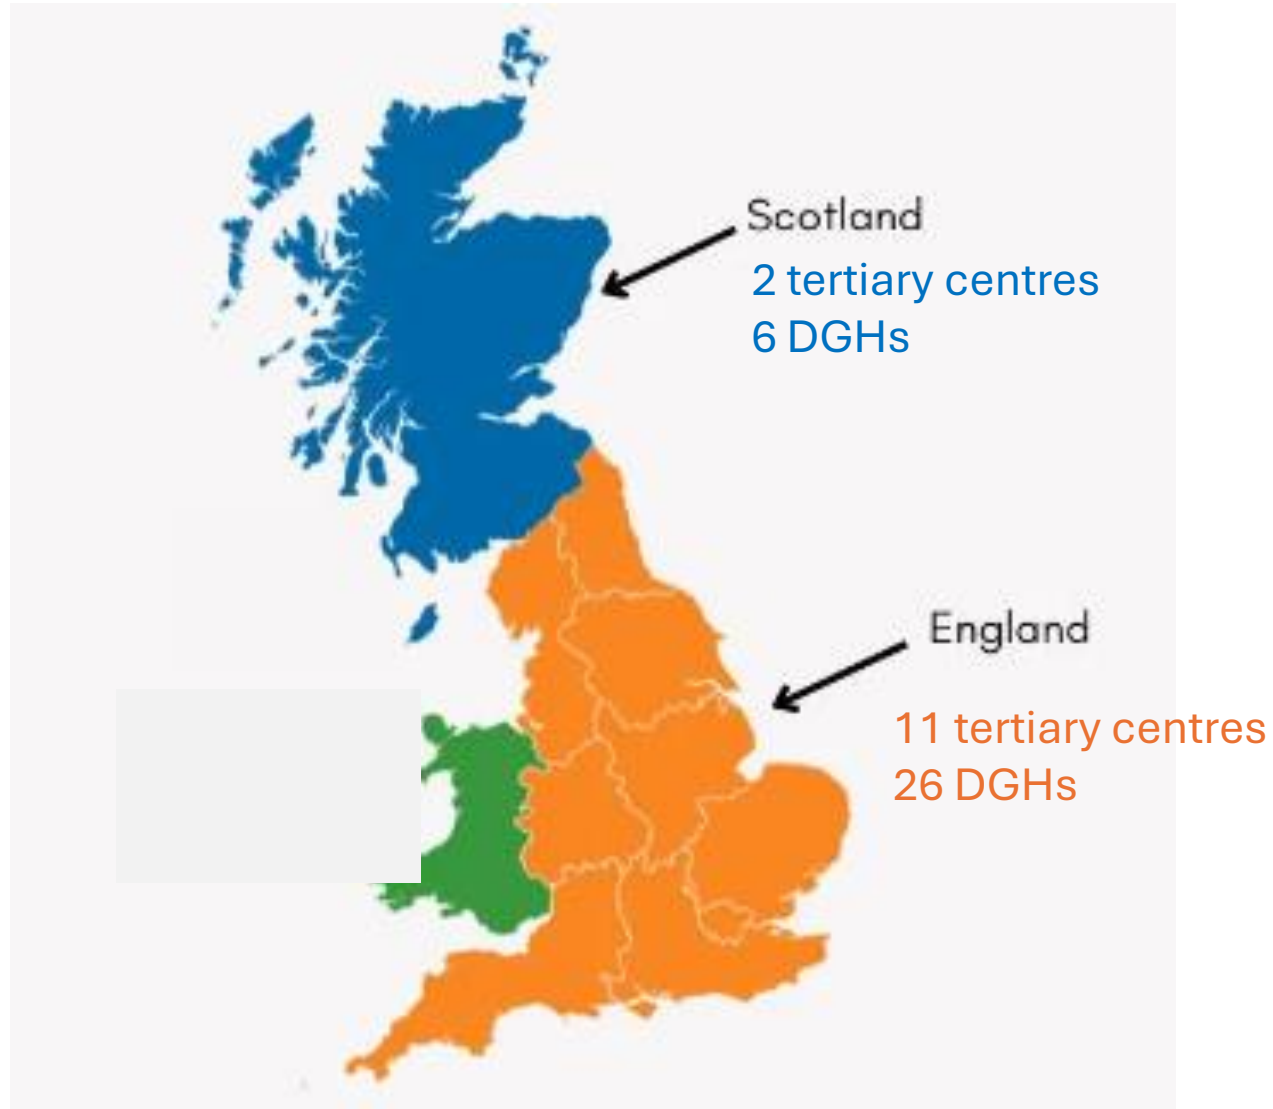 Scotland
2 tertiary centres
6 DGHs
England
11 tertiary centres
26 DGHs